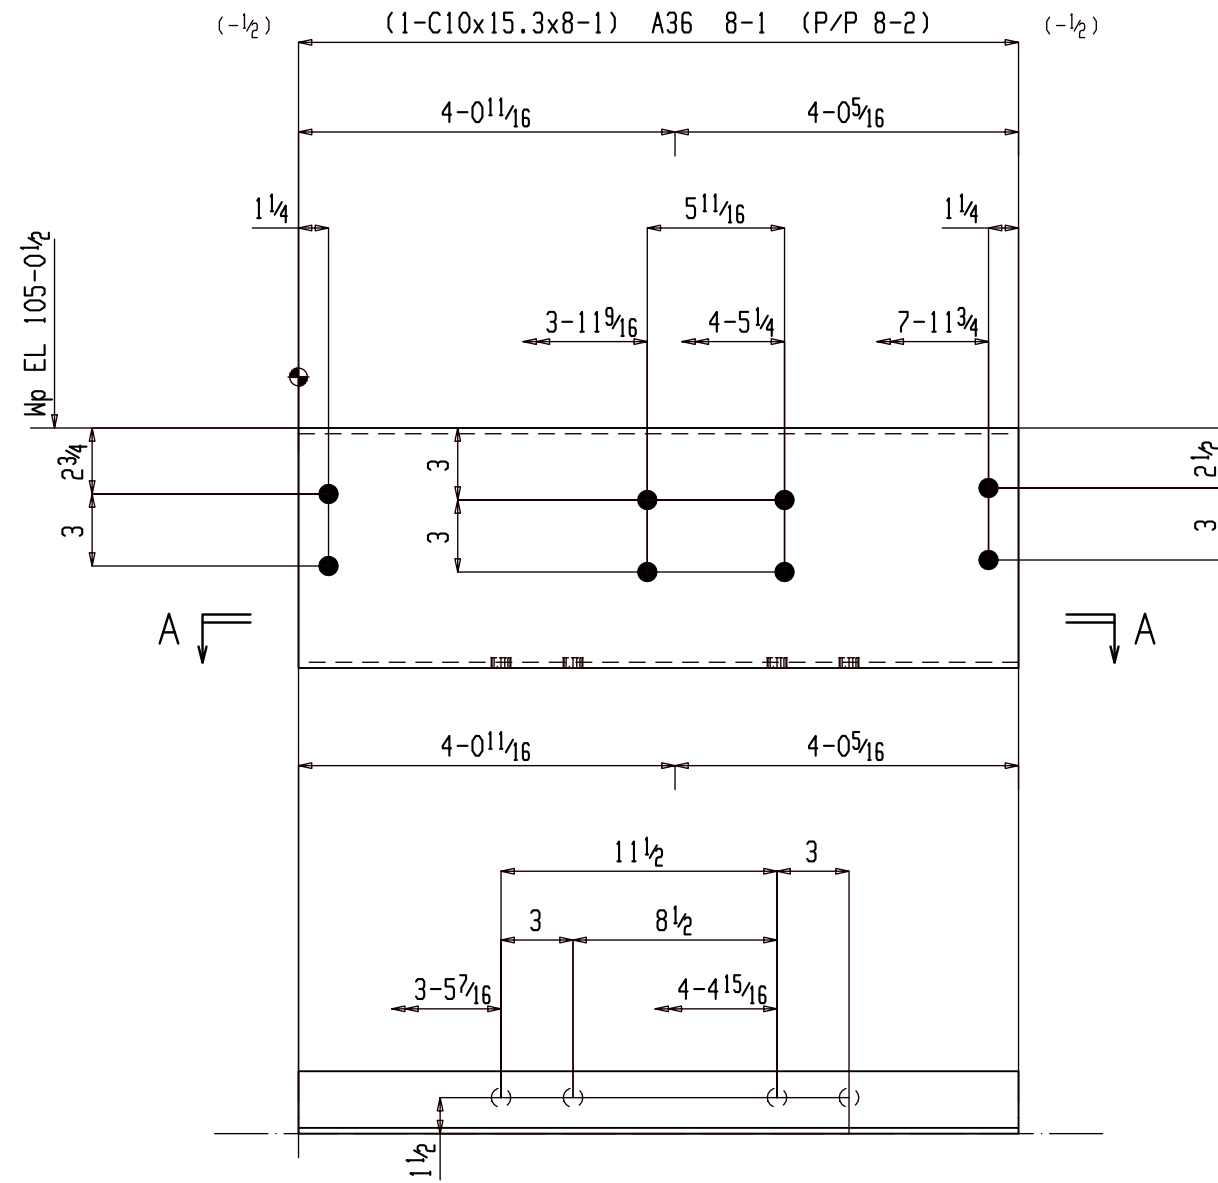 (-1/2) (1-C10x15.3x8-1) A36 8-1 (P/P 8-2) (-1/2)
4-0 11/16 4-0 5/16
1 1/4 5 11/16 1 1/4
Wp EL 105-0 1/2
3-11 9/16 4-5 1/4 7-11 3/4
2 3/4 3 2 1/2
3 3 3
A A
4-0 11/16 4-0 5/16
11 1/2 3
3 8 1/2
3-5 7/16 4-4 15/16
1 1/2